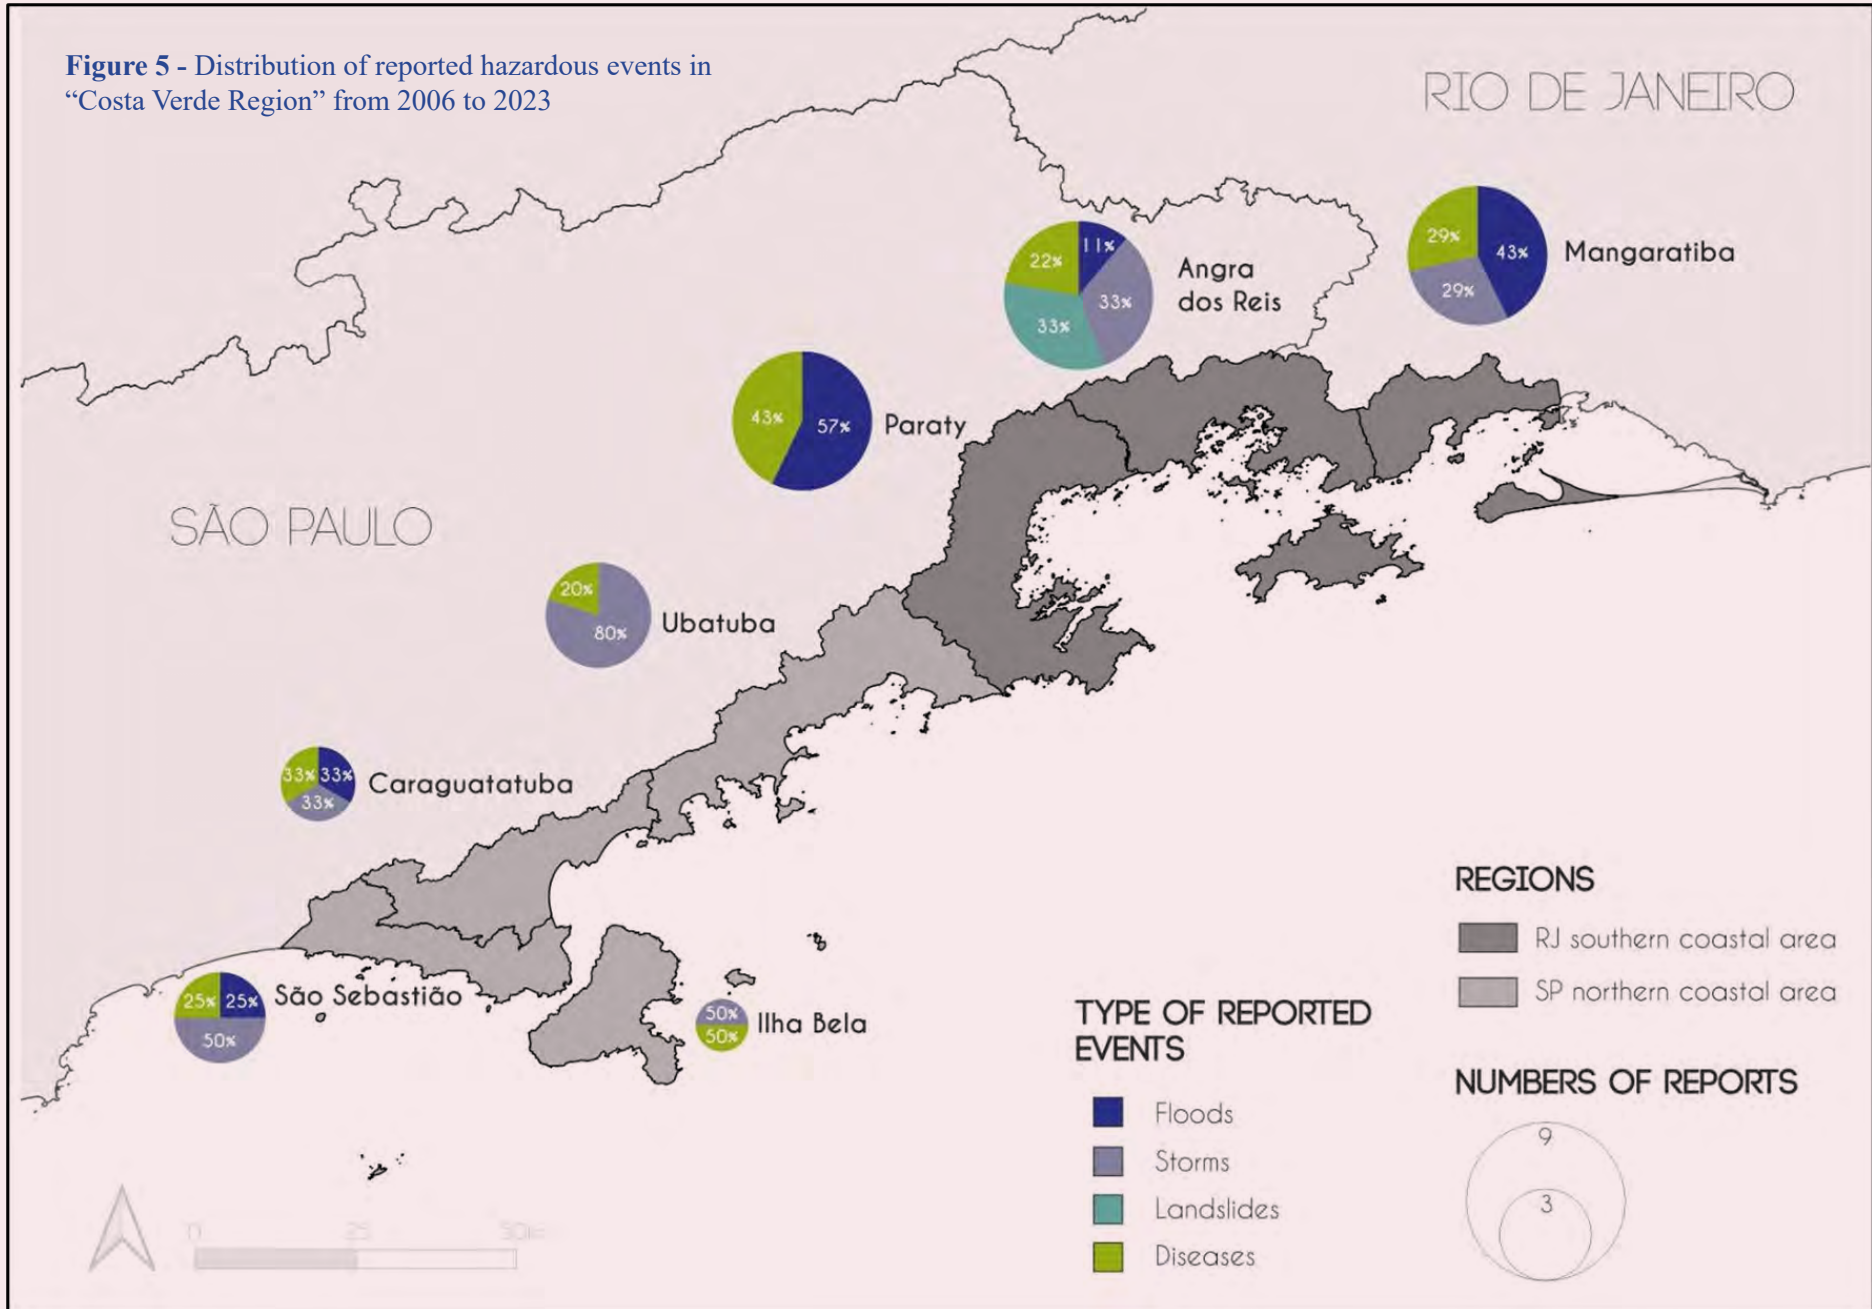 Figure 5 - Distribution of reported hazardous events in
“Costa Verde Region” from 2006 to 2023
RIO DE JANEIRO
29%
43%
29%
Mangaratiba
11%
22%
33%
33%
Angra
dos Reis
43%
57%
Paraty
SÃO PAULO
20%
80%
Ubatuba
33% 33%
33%
Caraguatatuba
25% 25%
50%
São Sebastião
50%
50%
Ilha Bela
REGIONS
RJ southern coastal area
SP northern coastal area
TYPE OF REPORTED
EVENTS
Floods
Storms
Landslides
Diseases
NUMBERS OF REPORTS
9
3
0 25